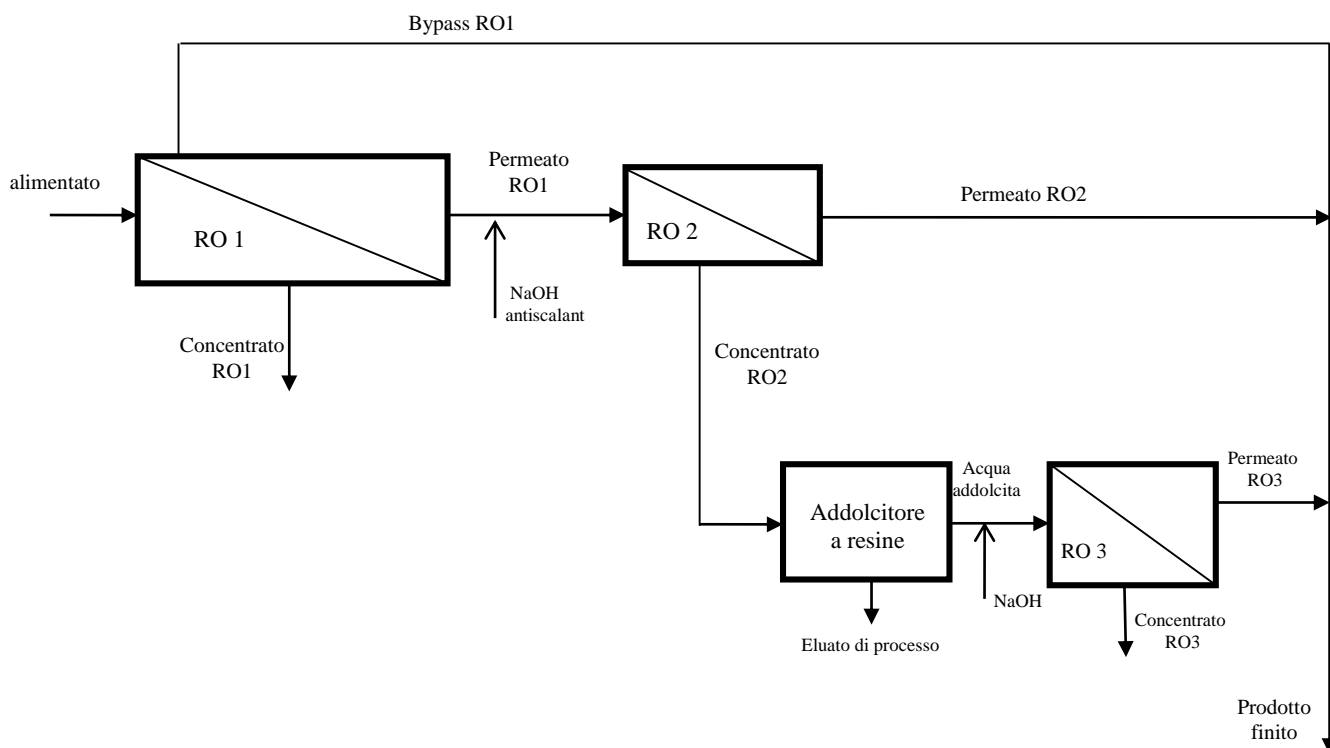 Bypass RO1
alimentato
RO 1
Permeato
RO1
RO 2
Permeato RO2
NaOH
antiscalant
Concentrato
RO1
Concentrato
RO2
Addolcitore
a resine
Acqua
addolcita
RO 3
Permeato
RO3
NaOH
Eluato di processo
Concentrato
RO3
Prodotto
finito